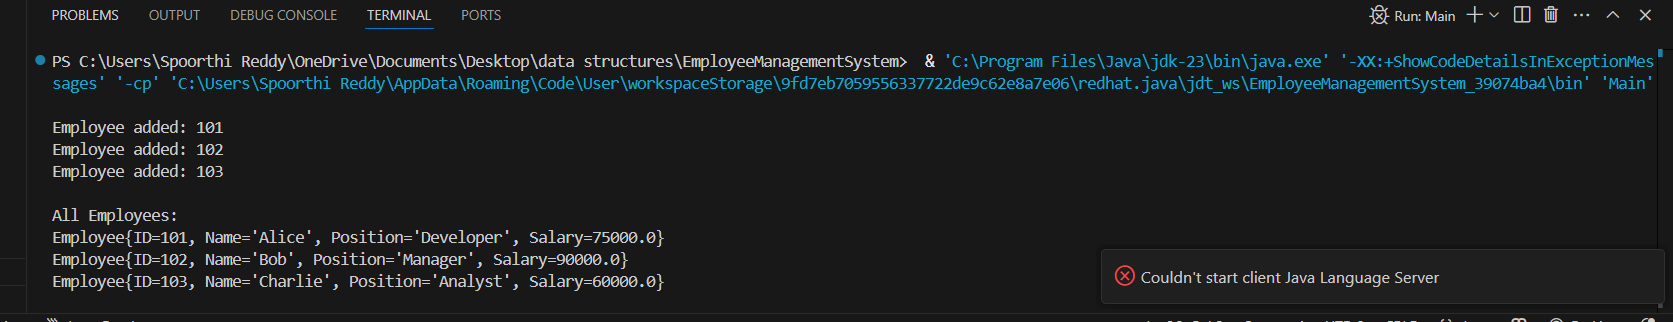 PROBLEMS OUTPUT DEBUG CONSOLE TERMINAL PORTS Run: Main
PS C:\Users\Spoorthi Reddy\OneDrive\Documents\Desktop\data structures\EmployeeManagementSystem> & 'C:\Program Files\Java\jdk-23\bin\java.exe' '-XX:+ShowCodeDetailsInExceptionMes
sages' '-cp' 'C:\Users\Spoorthi Reddy\AppData\Roaming\Code\User\workspaceStorage\9fd7eb7059556337722de9c62e8a7e06\redhat.java\jdt_ws\EmployeeManagementSystem_39074ba4\bin' 'Main'
Employee added: 101
Employee added: 102
Employee added: 103
All Employees:
Employee{ID=101, Name='Alice', Position='Developer', Salary=75000.0}
Employee{ID=102, Name='Bob', Position='Manager', Salary=90000.0}
Employee{ID=103, Name='Charlie', Position='Analyst', Salary=60000.0}
Couldn't start client Java Language Server